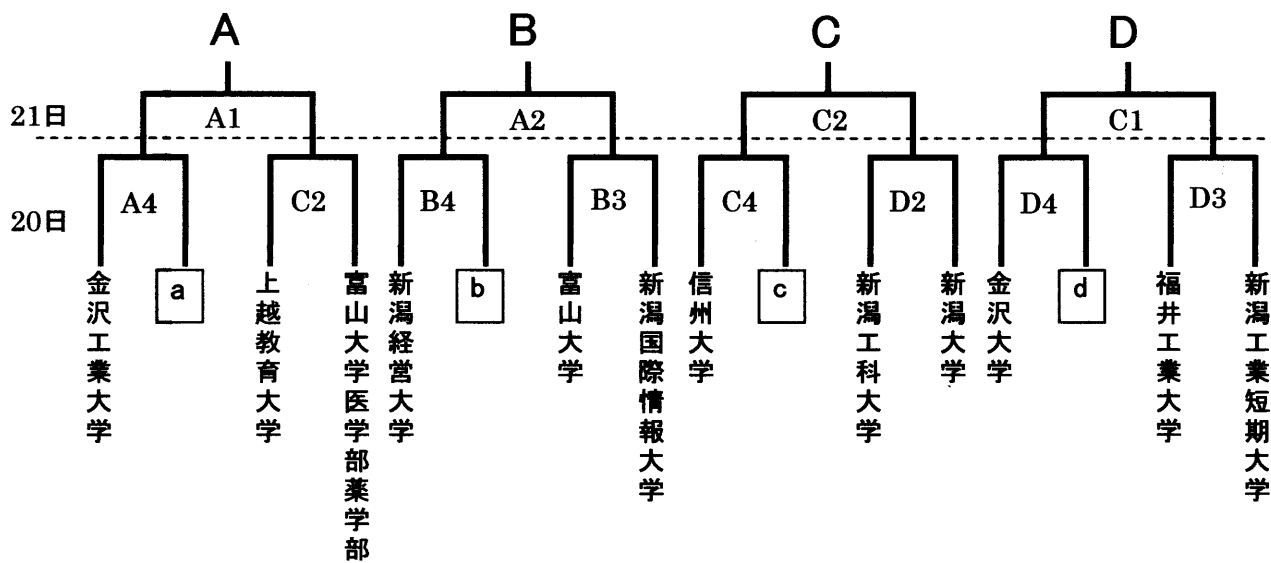 A
B
C
D
21日
A1
A2
C2
C1
20日
A4
C2
B4
B3
C4
D2
D4
D3
金沢工業大学
a
上越教育大学
富山大学医学部薬学部
新潟経営大学
b
富山大学
新潟国際情報大学
信州大学
c
新潟工科大学
新潟大学
金沢大学
d
福井工業大学
新潟工業短期大学